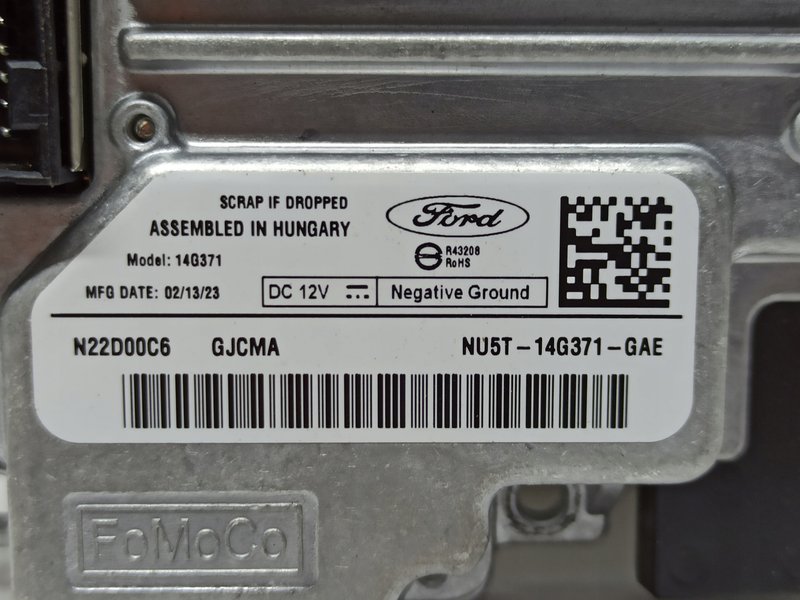 SCRAP IF DROPPED
ASSEMBLED IN HUNGARY
Ford
Model: 14G371
R43208
RoHS
MFG DATE: 02/13/23
DC 12V
Negative Ground
N22D00C6 GJCMA NU5T-14G371-GAE
FoMoCo